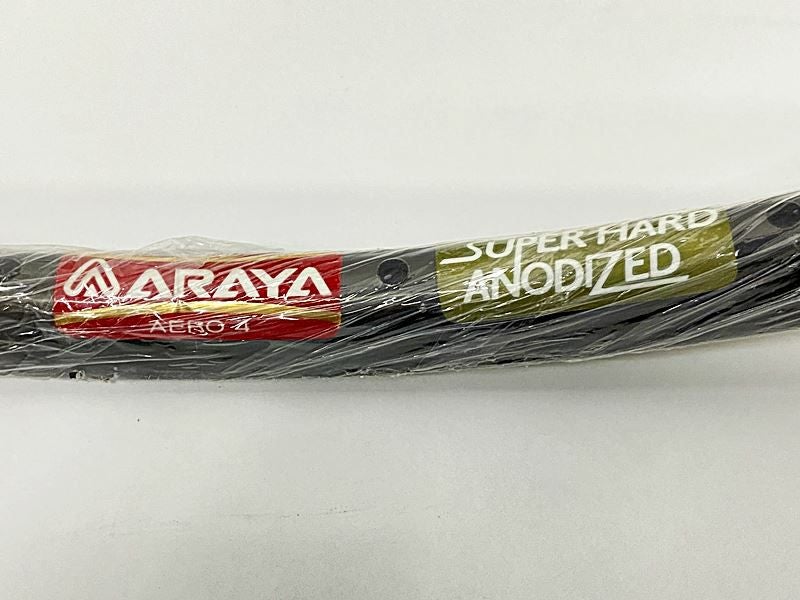 ARAYA
AERO 4
SUPER HARD
ANODIZED